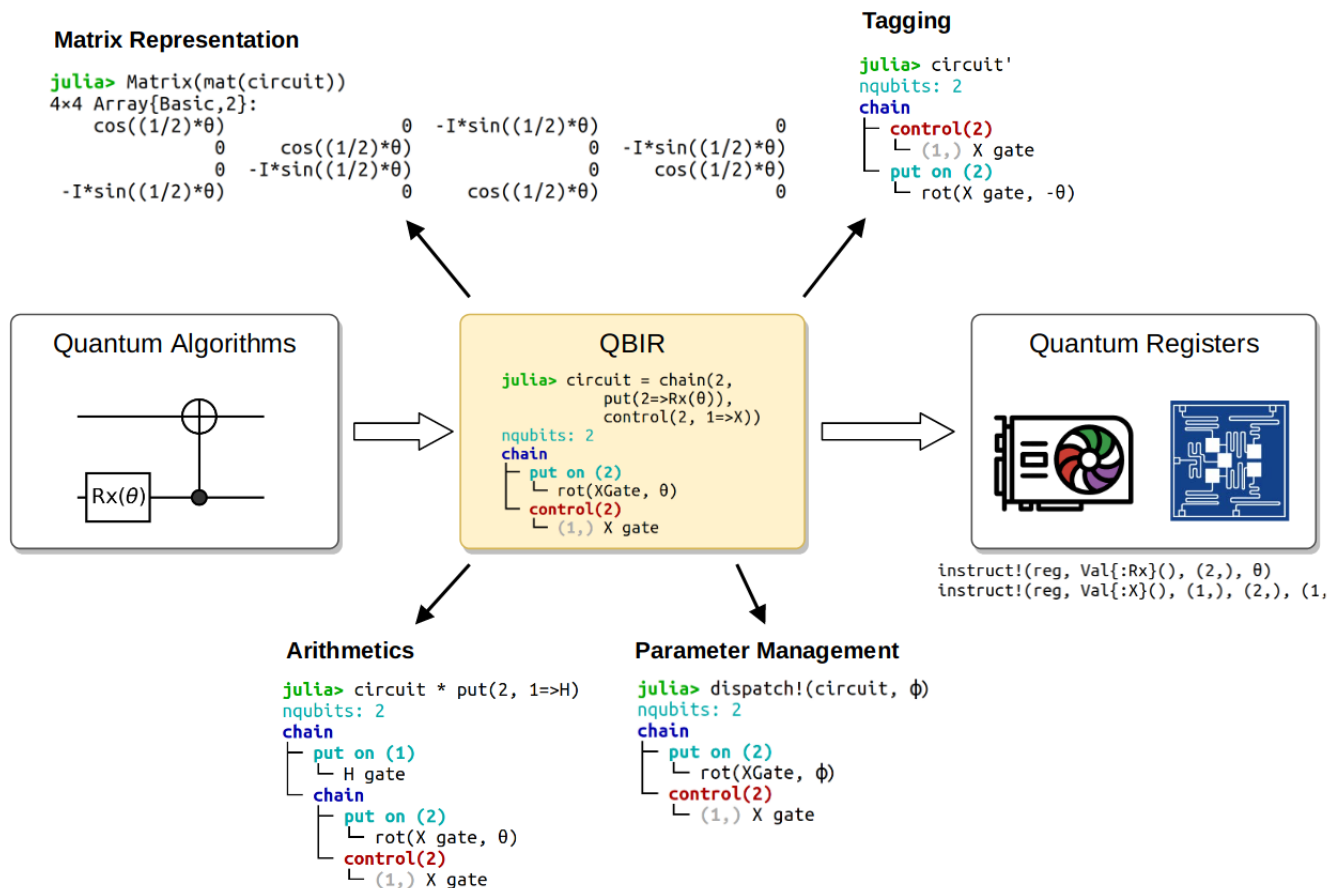 Matrix Representation
julia> Matrix(mat(circuit))
4×4 Array{Basic,2}:
cos((1/2)*θ) 0 -I*sin((1/2)*θ) 0
0 cos((1/2)*θ) 0 -I*sin((1/2)*θ)
0 -I*sin((1/2)*θ) 0 cos((1/2)*θ)
-I*sin((1/2)*θ) 0 cos((1/2)*θ) 0
Tagging
julia> circuit'
nqubits: 2
chain
├─ control(2)
│  └─ (1,) X gate
└─ put on (2)
   └─ rot(X gate, -θ)
Quantum Algorithms
Rx(θ)
QBIR
julia> circuit = chain(2,
put(2=>Rx(θ)),
control(2, 1=>X))
nqubits: 2
chain
├─ put on (2)
│  └─ rot(XGate, θ)
└─ control(2)
   └─ (1,) X gate
Quantum Registers
instruct!(reg, Val{:Rx}(), (2,), θ)
instruct!(reg, Val{:X}(), (1,), (2,), (1,
Arithmetics
julia> circuit * put(2, 1=>H)
nqubits: 2
chain
├─ put on (1)
│  └─ H gate
└─ chain
   ├─ put on (2)
   │  └─ rot(X gate, θ)
   └─ control(2)
      └─ (1,) X gate
Parameter Management
julia> dispatch!(circuit, ϕ)
nqubits: 2
chain
├─ put on (2)
│  └─ rot(XGate, ϕ)
└─ control(2)
   └─ (1,) X gate